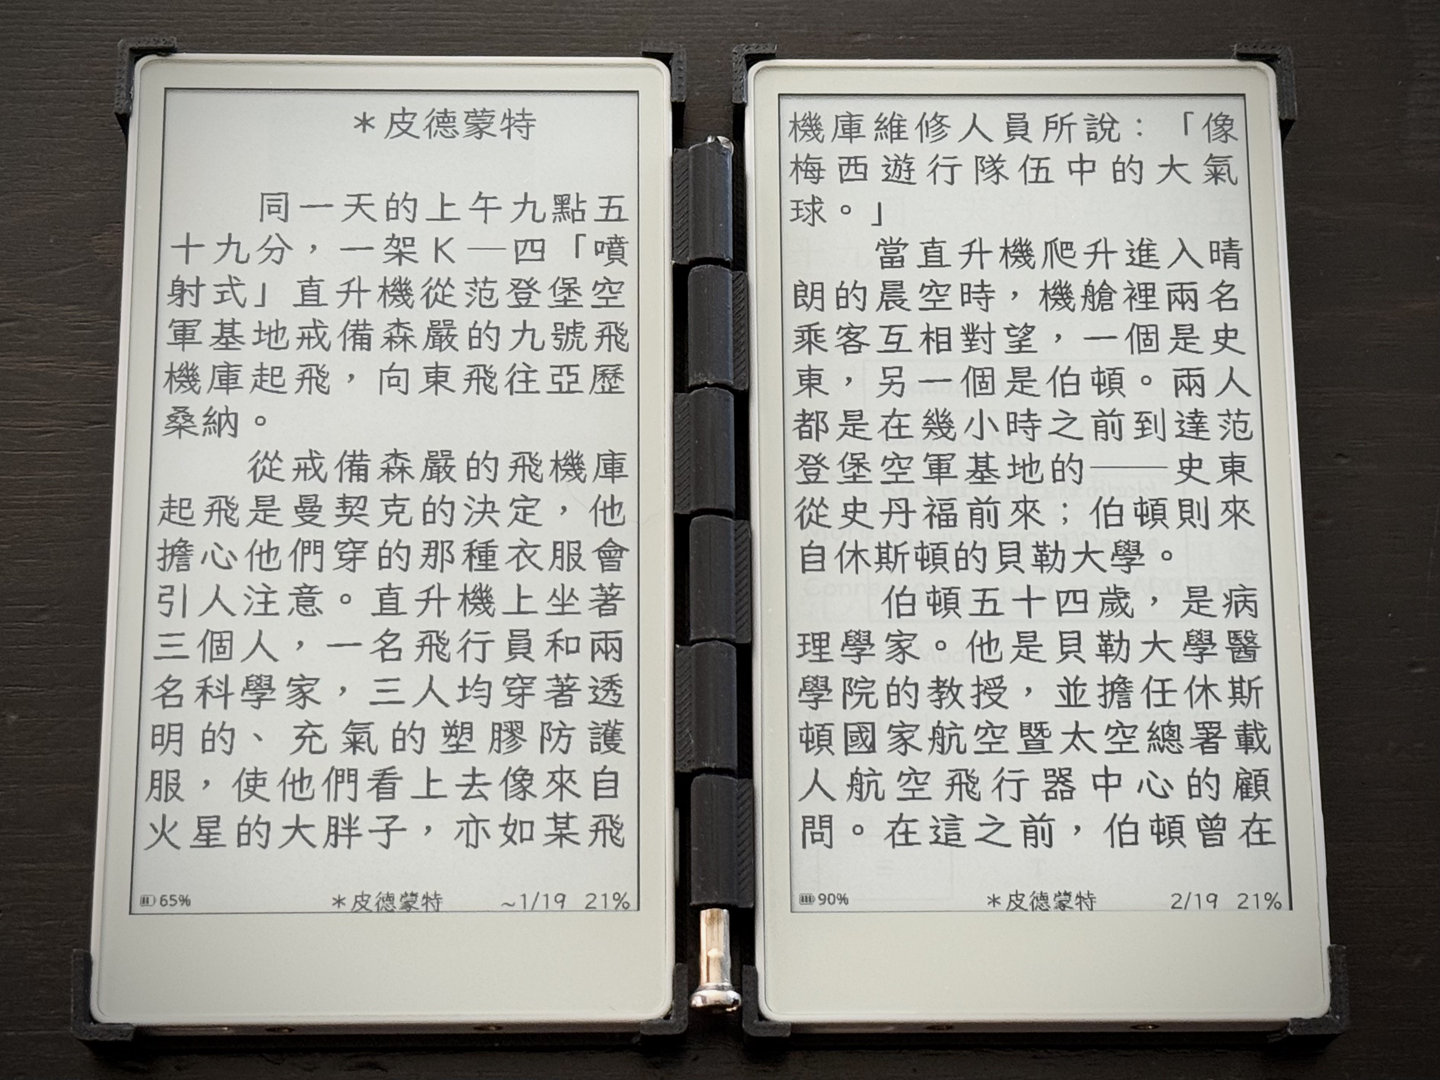 ＊皮德蒙特
同一天的上午九點五
十九分，一架K—四「噴
射式」直升機從范登堡空
軍基地戒備森嚴的九號飛
機庫起飛，向東飛往亞歷
桑納。
從戒備森嚴的飛機庫
起飛是曼契克的決定，他
擔心他們穿的那種衣服會
引人注意。直升機上坐著
三個人，一名飛行員和兩
名科學家，三人均穿著透
明的、充氣的塑膠防護
服，使他們看上去像來自
火星的大胖子，亦如某飛
65% ＊皮德蒙特 ~1/19 21%
機庫維修人員所說：「像
梅西遊行隊伍中的大氣
球。」
當直升機爬升進入晴
朗的晨空時，機艙裡兩名
乘客互相對望，一個是史
東，另一個是伯頓。兩人
都是在幾小時之前到達范
登堡空軍基地的——史東
從史丹福前來；伯頓則來
自休斯頓的貝勒大學。
伯頓五十四歲，是病
理學家。他是貝勒大學醫
學院的教授，並擔任休斯
頓國家航空暨太空總署載
人航空飛行器中心的顧
問。在這之前，伯頓曾在
90% ＊皮德蒙特 2/19 21%